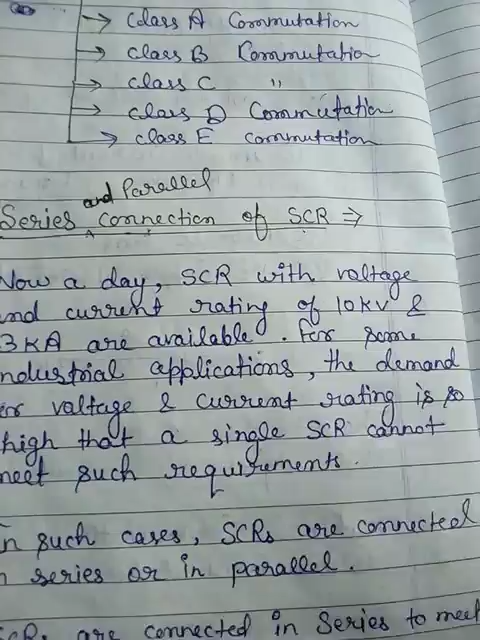 → Class A Commutation
→ Class B Commutation
→ Class C "
→ Class D Commutation
→ Class E Commutation
and Parallel
Series connection of SCR ⇒
Now a day, SCR with voltage
and current rating of 10KV &
3KA are available. For some
industrial applications, the demand
for voltage & current rating is so
high that a single SCR cannot
meet such requirements.
In such cases, SCRs are connected
in series or in parallel.
SCRs are connected in Series to meet